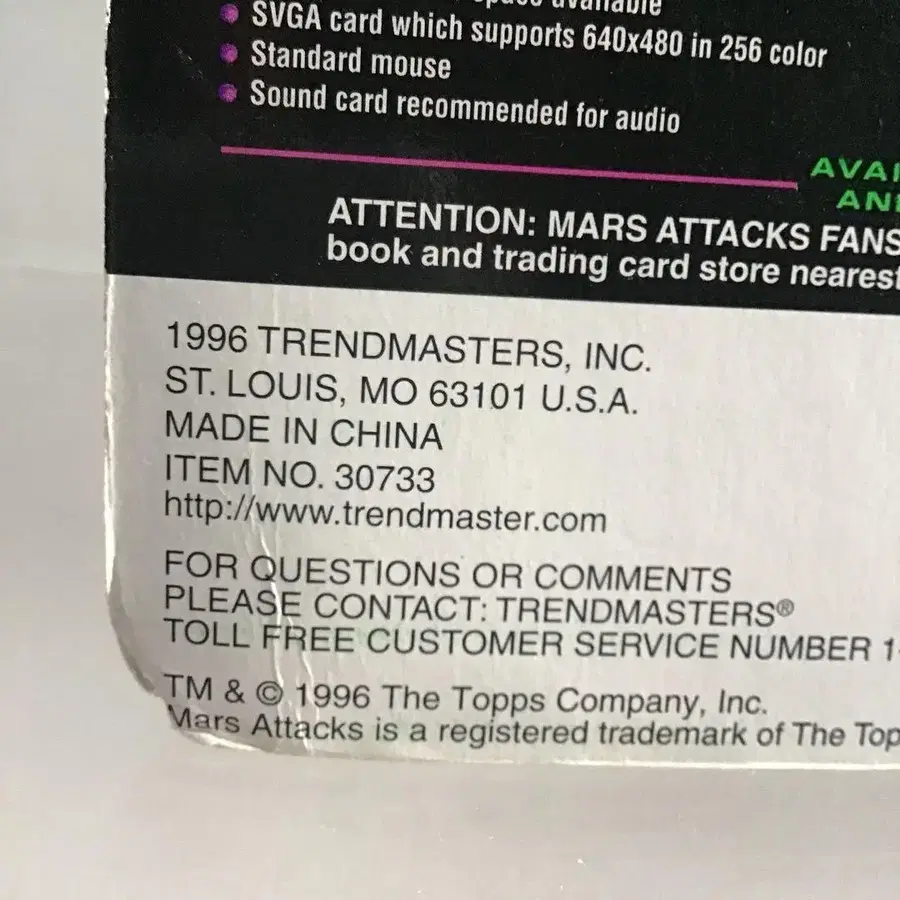 space available
SVGA card which supports 640x480 in 256 color
Standard mouse
Sound card recommended for audio
ATTENTION: MARS ATTACKS FANS
book and trading card store nearest
1996 TRENDMASTERS, INC.
ST. LOUIS, MO 63101 U.S.A.
MADE IN CHINA
ITEM NO. 30733
http://www.trendmaster.com
FOR QUESTIONS OR COMMENTS
PLEASE CONTACT: TRENDMASTERS®
TOLL FREE CUSTOMER SERVICE NUMBER 1-
TM & © 1996 The Topps Company, Inc.
Mars Attacks is a registered trademark of The